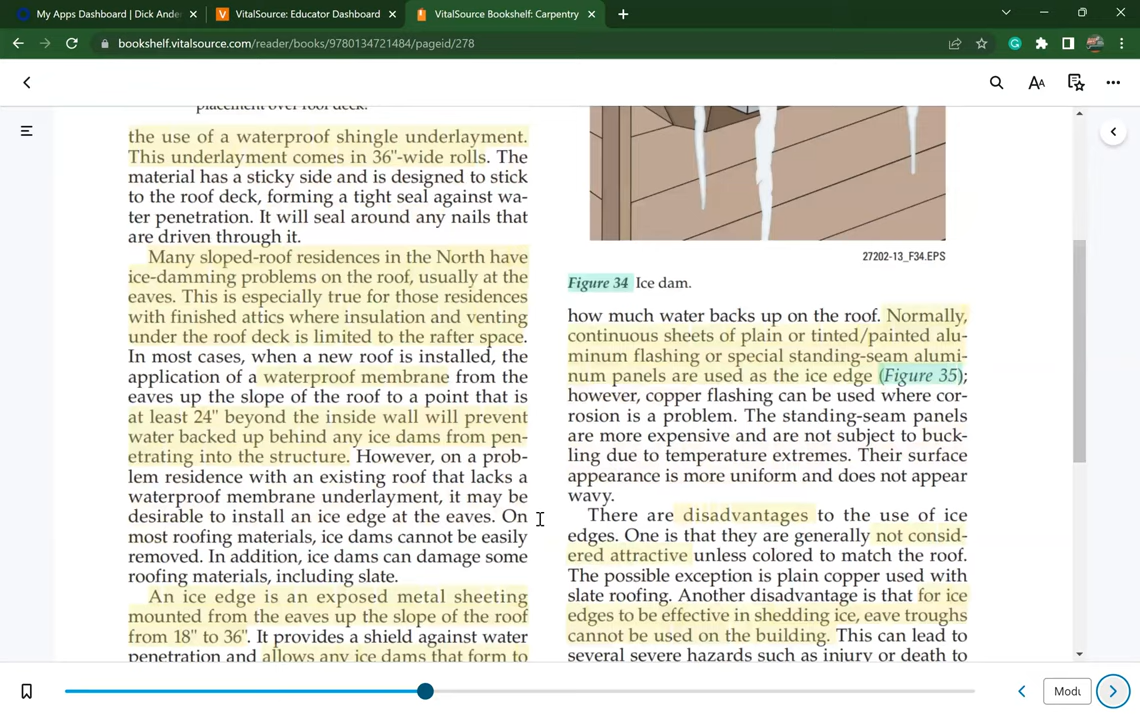 My Apps Dashboard | Dick Ander
VitalSource: Educator Dashboard
VitalSource Bookshelf: Carpentry
bookshelf.vitalsource.com/reader/books/9780134721484/pageid/278
placement over roof deck.
the use of a waterproof shingle underlayment.
This underlayment comes in 36"-wide rolls. The
material has a sticky side and is designed to stick
to the roof deck, forming a tight seal against wa-
ter penetration. It will seal around any nails that
are driven through it.
Many sloped-roof residences in the North have
ice-damming problems on the roof, usually at the
eaves. This is especially true for those residences
with finished attics where insulation and venting
under the roof deck is limited to the rafter space.
In most cases, when a new roof is installed, the
application of a waterproof membrane from the
eaves up the slope of the roof to a point that is
at least 24" beyond the inside wall will prevent
water backed up behind any ice dams from pen-
etrating into the structure. However, on a prob-
lem residence with an existing roof that lacks a
waterproof membrane underlayment, it may be
desirable to install an ice edge at the eaves. On
most roofing materials, ice dams cannot be easily
removed. In addition, ice dams can damage some
roofing materials, including slate.
An ice edge is an exposed metal sheeting
mounted from the eaves up the slope of the roof
from 18" to 36". It provides a shield against water
penetration and allows any ice dams that form to
27202-13_F34.EPS
Figure 34 Ice dam.
how much water backs up on the roof. Normally,
continuous sheets of plain or tinted/painted alu-
minum flashing or special standing-seam alumi-
num panels are used as the ice edge (Figure 35);
however, copper flashing can be used where cor-
rosion is a problem. The standing-seam panels
are more expensive and are not subject to buck-
ling due to temperature extremes. Their surface
appearance is more uniform and does not appear
wavy.
There are disadvantages to the use of ice
edges. One is that they are generally not consid-
ered attractive unless colored to match the roof.
The possible exception is plain copper used with
slate roofing. Another disadvantage is that for ice
edges to be effective in shedding ice, eave troughs
cannot be used on the building. This can lead to
several severe hazards such as injury or death to
Modu